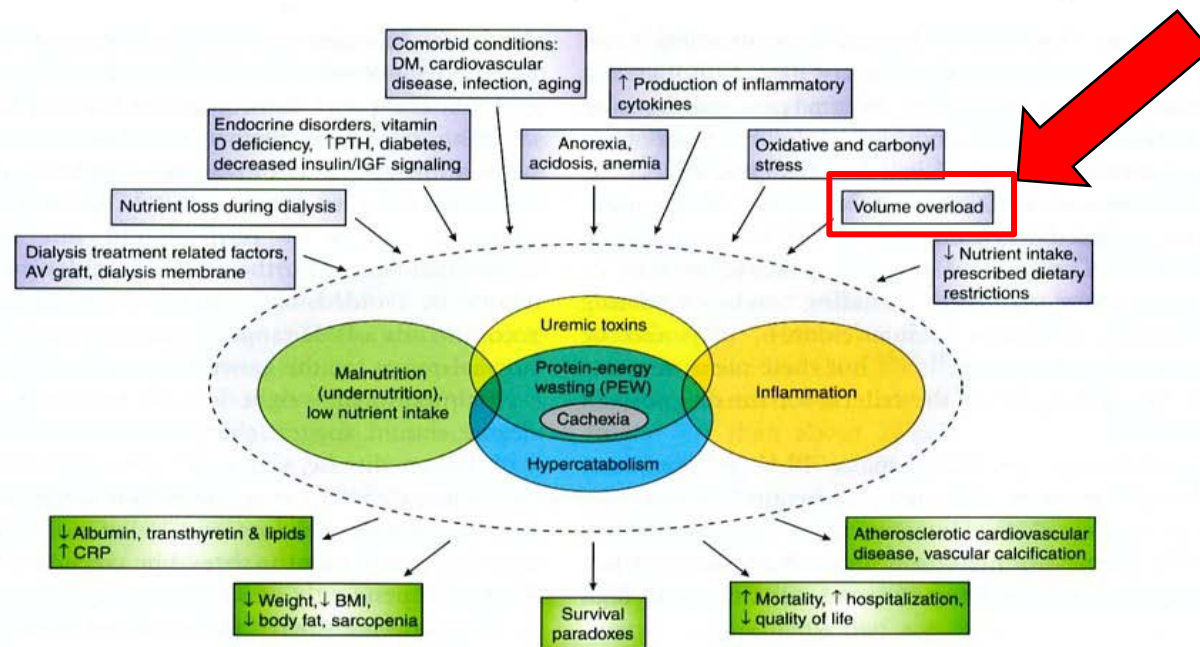 Comorbid conditions:
DM, cardiovascular
disease, infection, aging
↑ Production of inflammatory
cytokines
Endocrine disorders, vitamin
D deficiency, ↑PTH, diabetes,
decreased insulin/IGF signaling
Anorexia,
acidosis, anemia
Oxidative and carbonyl
stress
Nutrient loss during dialysis
Volume overload
Dialysis treatment related factors,
AV graft, dialysis membrane
↓ Nutrient intake,
prescribed dietary
restrictions
Uremic toxins
Malnutrition
(undernutrition),
low nutrient intake
Protein-energy
wasting (PEW)
Inflammation
Cachexia
Hypercatabolism
↓ Albumin, transthyretin & lipids
↑ CRP
Atherosclerotic cardiovascular
disease, vascular calcification
↓ Weight, ↓ BMI,
↓ body fat, sarcopenia
Survival
paradoxes
↑ Mortality, ↑ hospitalization,
↓ quality of life